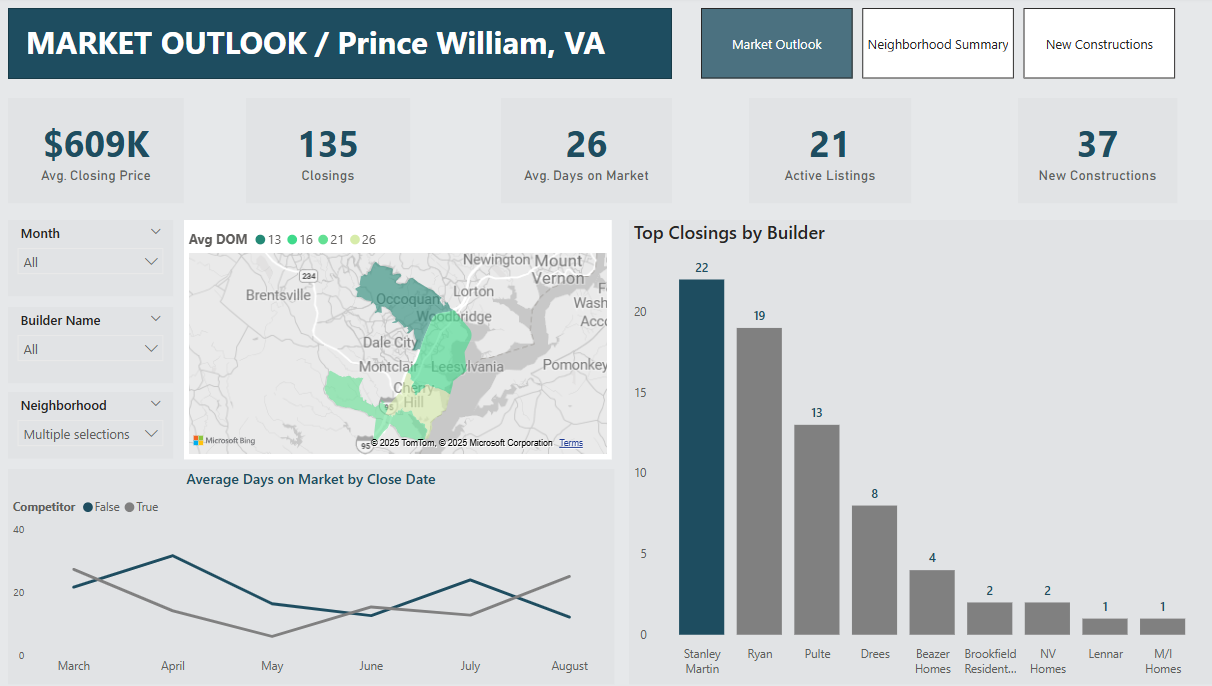 MARKET OUTLOOK / Prince William, VA
Market Outlook
Neighborhood Summary
New Constructions
$609K
Avg. Closing Price
135
Closings
26
Avg. Days on Market
21
Active Listings
37
New Constructions
Month
All
Builder Name
All
Neighborhood
Multiple selections
Avg DOM 13 16 21 26
Newington
Mount
Vernon
234
Brentsville
Occoquan
Lorton
Wash
Woodbridge
Acc
Dale City
Montclair
Leesylvania
Pomonkey
Cherry
Hill
95
95
Microsoft Bing
© 2025 TomTom, © 2025 Microsoft Corporation Terms
Average Days on Market by Close Date
Competitor False True
40
20
0
March April May June July August
Top Closings by Builder
20
15
10
5
0
22
19
13
8
4
2
2
1
1
Stanley
Martin
Ryan
Pulte
Drees
Beazer
Homes
Brookfield
Resident...
NV
Homes
Lennar
M/I
Homes